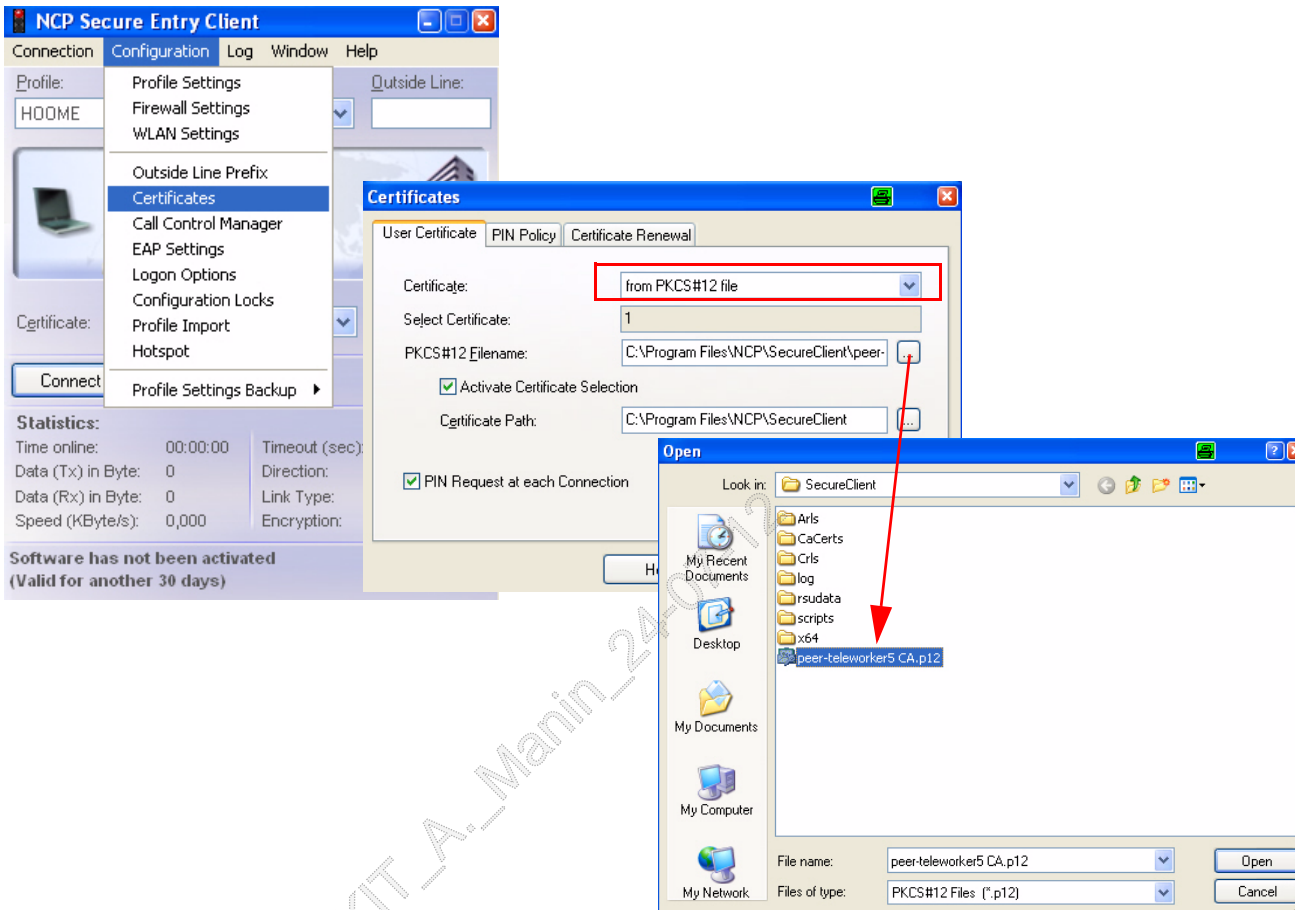 NCP Secure Entry Client
Connection Configuration Log Window Help
Profile:
Outside Line:
HOOME
Profile Settings
Firewall Settings
WLAN Settings
Outside Line Prefix
Certificates
Call Control Manager
EAP Settings
Logon Options
Configuration Locks
Profile Import
Hotspot
Profile Settings Backup
Certificate:
Connect
Statistics:
Time online: 00:00:00 Timeout (sec):
Data (Tx) in Byte: 0 Direction:
Data (Rx) in Byte: 0 Link Type:
Speed (KByte/s): 0,000 Encryption:
Software has not been activated
(Valid for another 30 days)
Certificates
User Certificate PIN Policy Certificate Renewal
Certificate: from PKCS#12 file
Select Certificate: 1
PKCS#12 Filename: C:\Program Files\NCP\SecureClient\peer- ...
Activate Certificate Selection
Certificate Path: C:\Program Files\NCP\SecureClient ...
PIN Request at each Connection
Open
Look in: SecureClient
My Recent
Documents
Desktop
My Documents
My Computer
My Network
Arls
CaCerts
Crls
log
rsudata
scripts
x64
peer-teleworker5 CA.p12
File name: peer-teleworker5 CA.p12 Open
Files of type: PKCS#12 Files (*.p12) Cancel